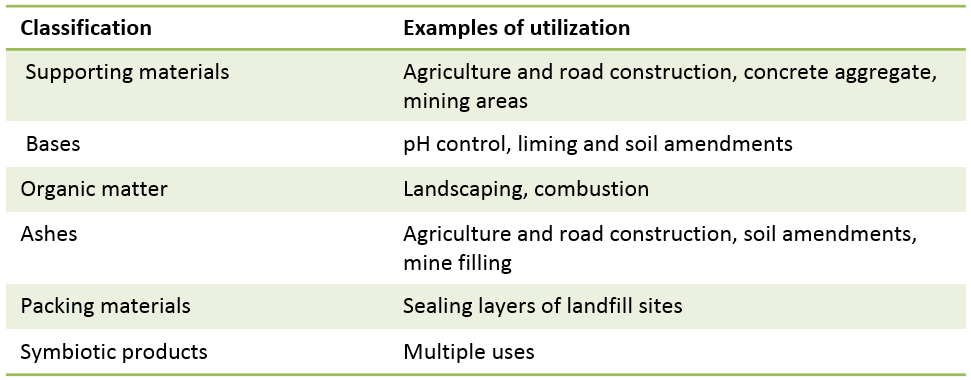 Classification Examples of utilization
Supporting materials Agriculture and road construction, concrete aggregate,
mining areas
Bases pH control, liming and soil amendments
Organic matter Landscaping, combustion
Ashes Agriculture and road construction, soil amendments,
mine filling
Packing materials Sealing layers of landfill sites
Symbiotic products Multiple uses